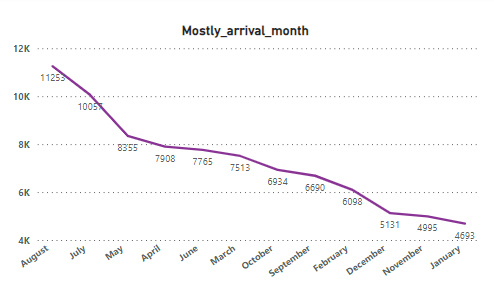 Mostly_arrival_month
12K
10K
8K
6K
4K
11253
10057
8355
7908
7765
7513
6934
6690
6098
5131
4995
4693
August
July
May
April
June
March
October
September
February
December
November
January